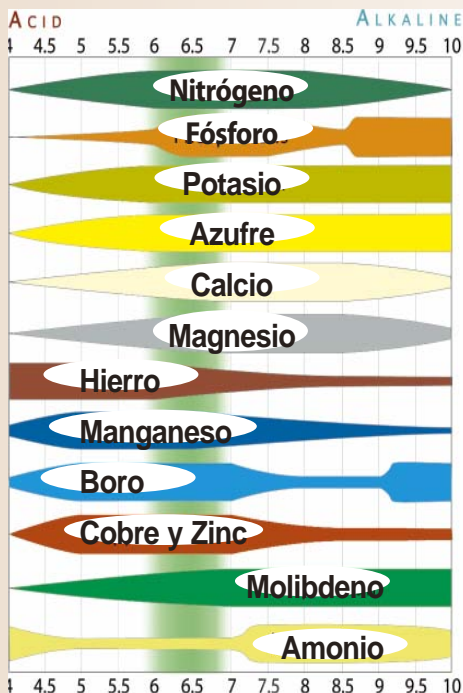 ACID ALKALINE
4 4.5 5 5.5 6 6.5 7 7.5 8 8.5 9 9.5 10
Nitrógeno
Fósforo
Potasio
Azufre
Calcio
Magnesio
Hierro
Manganeso
Boro
Cobre y Zinc
Molibdeno
Amonio
4 4.5 5 5.5 6 6.5 7 7.5 8 8.5 9 9.5 10